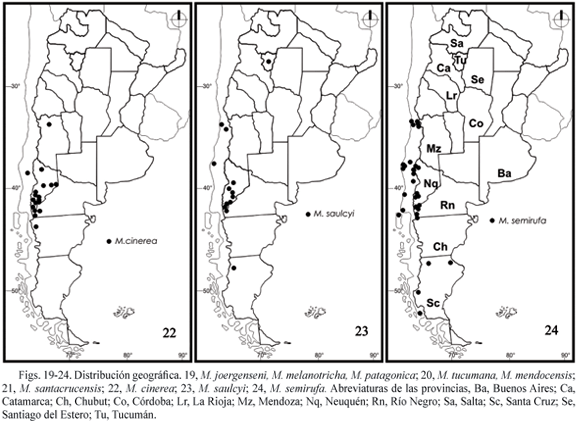 30°
40°
50°
70°
80°
90°
M.cinerea
22
30°
40°
50°
70°
80°
90°
M. saulcyi
23
Sa
Tu
Ca
Se
Lr
Co
30°
Mz
Ba
Nq
40°
Rn
M. semirufa
Ch
50°
Sc
70°
80°
90°
24
Figs. 19-24. Distribución geográfica. 19, M. joergenseni, M. melanotricha, M. patagonica; 20, M. tucumana, M. mendocensis;
21, M. santacrucensis; 22, M. cinerea; 23, M. saulcyi; 24, M. semirufa. Abreviaturas de las provincias, Ba, Buenos Aires; Ca,
Catamarca; Ch, Chubut; Co, Córdoba; Lr, La Rioja; Mz, Mendoza; Nq, Neuquén; Rn, Río Negro; Sa, Salta; Sc, Santa Cruz; Se,
Santiago del Estero; Tu, Tucumán.